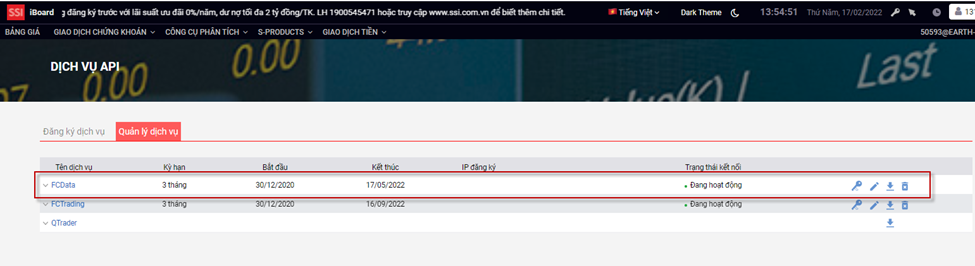 SSI iBoard g đăng ký trước với lãi suất ưu đãi 0%/năm, dư nợ tối đa 2 tỷ đồng/TK. LH 1900545471 hoặc truy cập www.ssi.com.vn để biết thêm chi tiết. Tiếng Việt Dark Theme 13:54:51 Thứ Năm, 17/02/2022 13
BẢNG GIÁ GIAO DỊCH CHỨNG KHOÁN CÔNG CỤ PHÂN TÍCH S-PRODUCTS GIAO DỊCH TIỀN 50593@EARTH-
DỊCH VỤ API
0.00 0.00 Last
Đăng ký dịch vụ Quản lý dịch vụ
Tên dịch vụ Kỳ hạn Bắt đầu Kết thúc IP đăng ký Trạng thái kết nối
FCData 3 tháng 30/12/2020 17/05/2022 Đang hoạt động
FCTrading 3 tháng 30/12/2020 16/09/2022 Đang hoạt động
QTrader